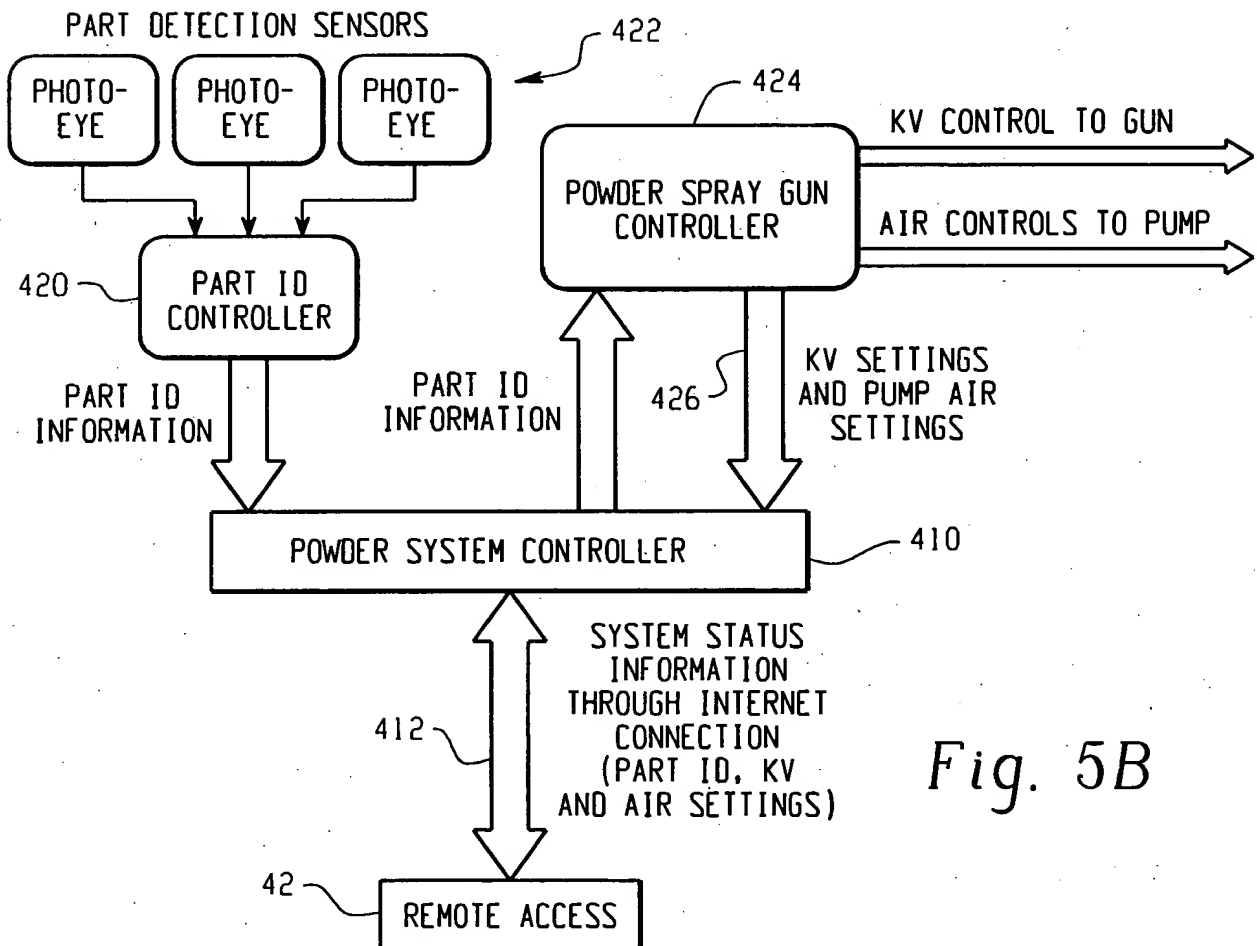 PART DETECTION SENSORS
422
PHOTO-
EYE
PHOTO-
EYE
PHOTO-
EYE
424
KV CONTROL TO GUN
POWDER SPRAY GUN
CONTROLLER
AIR CONTROLS TO PUMP
420
PART ID
CONTROLLER
PART ID
INFORMATION
PART ID
INFORMATION
426
KV SETTINGS
AND PUMP AIR
SETTINGS
POWDER SYSTEM CONTROLLER
410
SYSTEM STATUS
INFORMATION
THROUGH INTERNET
CONNECTION
(PART ID, KV
AND AIR SETTINGS)
412
Fig. 5B
42
REMOTE ACCESS